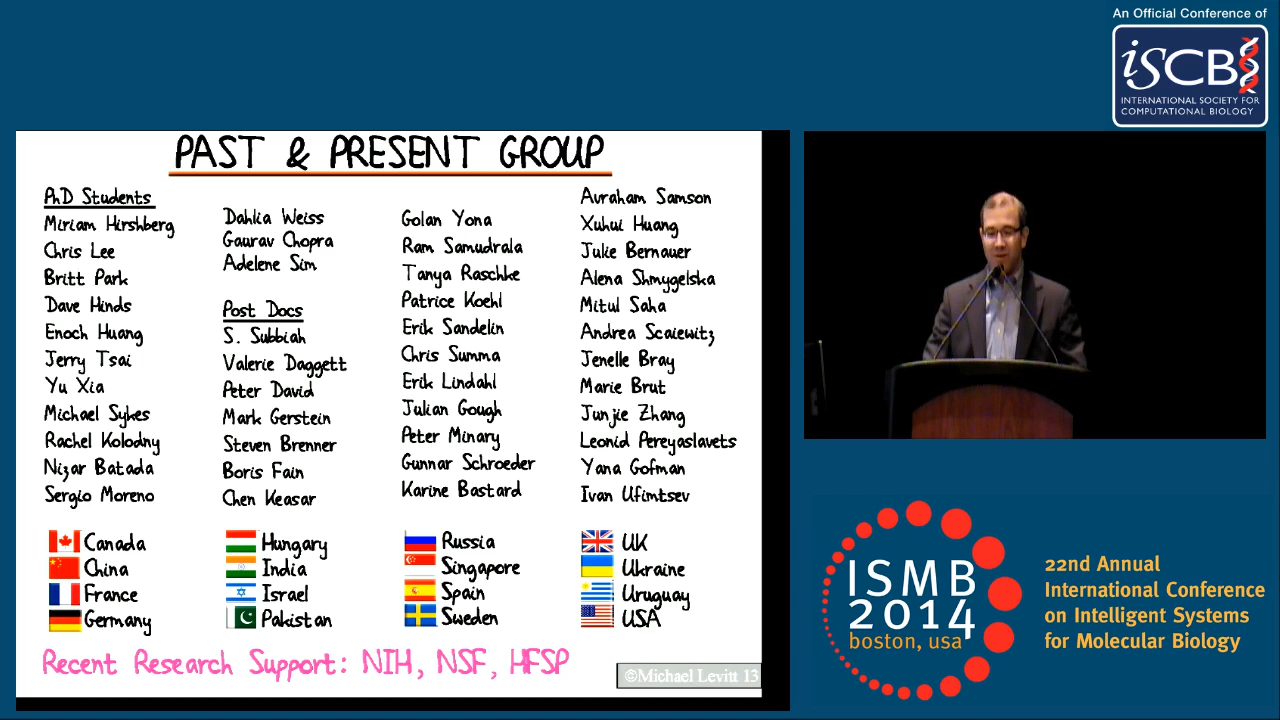 An Official Conference of
iSCB
INTERNATIONAL SOCIETY FOR
COMPUTATIONAL BIOLOGY
PAST & PRESENT GROUP
PhD Students
Miriam Hirshberg
Chris Lee
Britt Park
Dave Hinds
Enoch Huang
Jerry Tsai
Yu Xia
Michael Sykes
Rachel Kolodny
Nizar Batada
Sergio Moreno
Dahlia Weiss
Gaurav Chopra
Adelene Sim
Post Docs
S. Subbiah
Valerie Daggett
Peter David
Mark Gerstein
Steven Brenner
Boris Fain
Chen Keasar
Golan Yona
Ram Samudrala
Tanya Raschke
Patrice Koehl
Erik Sandelin
Chris Summa
Erik Lindahl
Julian Gough
Peter Minary
Gunnar Schroeder
Karine Bastard
Avraham Samson
Xuhui Huang
Julie Bernauer
Alena Shmygelska
Mitul Saha
Andrea Scaiewitz
Jenelle Bray
Marie Brut
Junjie Zhang
Leonid Pereyaslavets
Yana Gofman
Ivan Ufimtsev
Canada
China
France
Germany
Hungary
India
Israel
Pakistan
Russia
Singapore
Spain
Sweden
UK
Ukraine
Uruguay
USA
Recent Research Support: NIH, NSF, HFSP
©Michael Levitt 13
ISMB
2014
boston, usa
22nd Annual
International Conference
on Intelligent Systems
for Molecular Biology